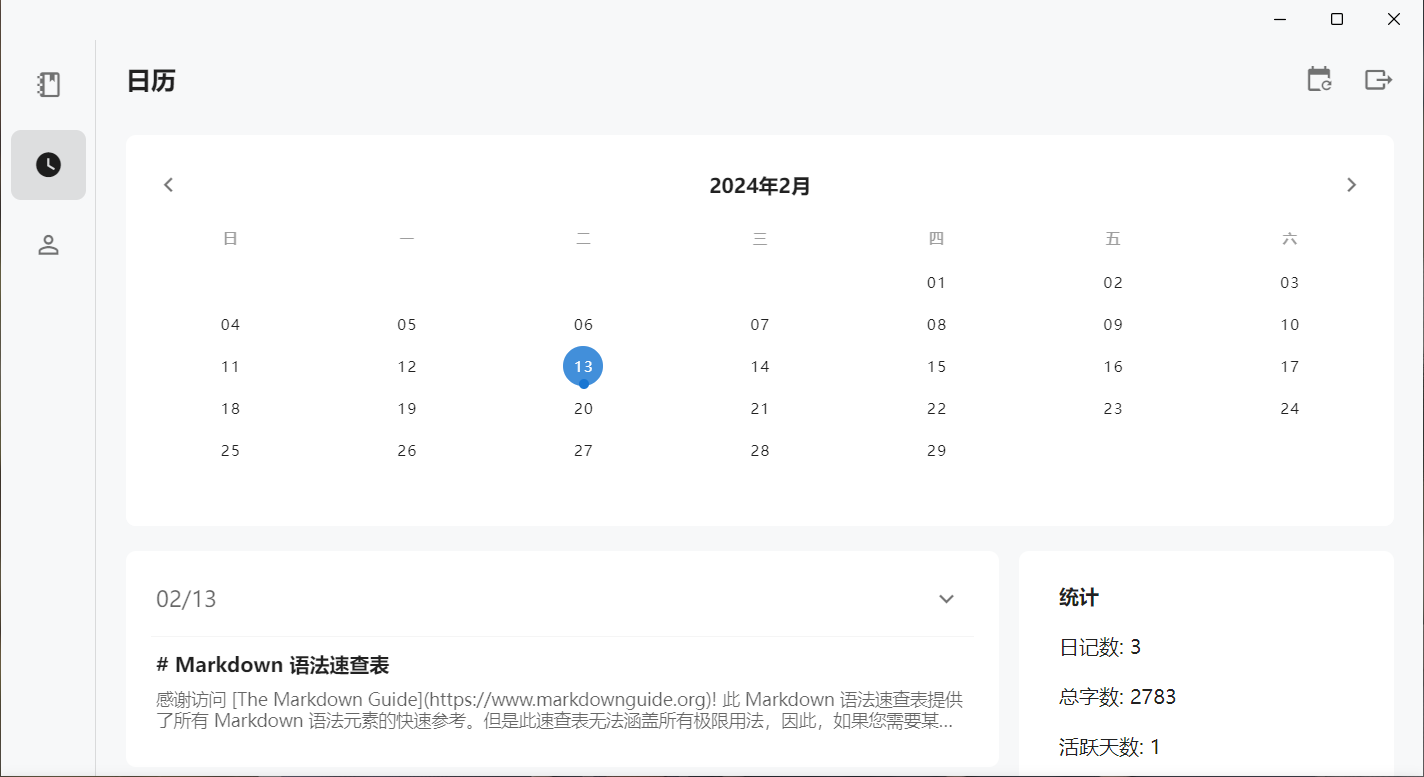 日历
2024年2月
日 一 二 三 四 五 六
01 02 03
04 05 06 07 08 09 10
11 12 13 14 15 16 17
18 19 20 21 22 23 24
25 26 27 28 29
02/13
# Markdown 语法速查表
感谢访问 [The Markdown Guide](https://www.markdownguide.org)! 此 Markdown 语法速查表提供
了所有 Markdown 语法元素的快速参考。但是此速查表无法涵盖所有极限用法，因此，如果您需要某...
统计
日记数: 3
总字数: 2783
活跃天数: 1